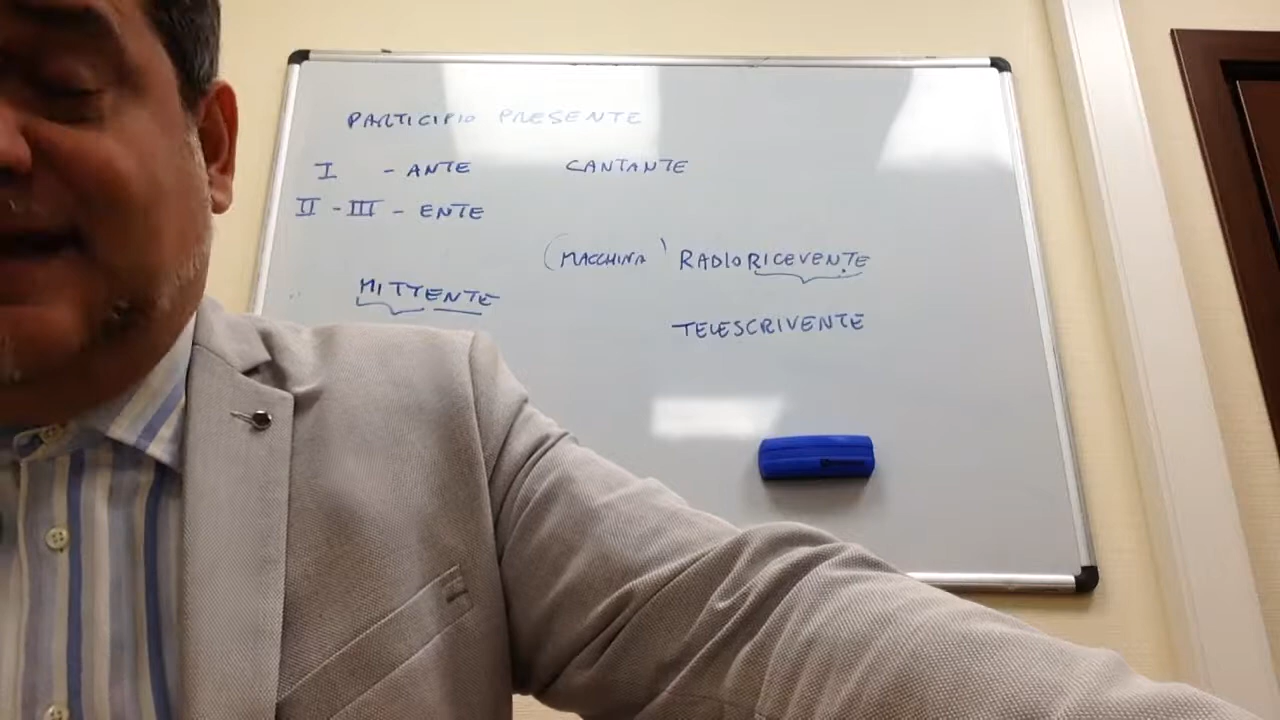 PARTICIPIO PRESENTE
I - ANTE CANTANTE
II - III - ENTE
(MACCHINA) RADIORICEVENTE
MITTENTE
TELESCRIVENTE